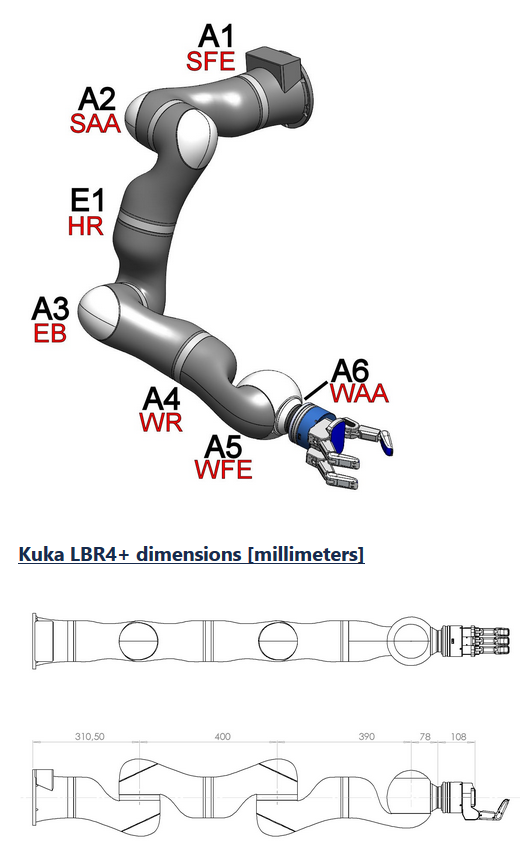 A1
SFE
A2
SAA
E1
HR
A3
EB
A6
WAA
A4
WR
A5
WFE
Kuka LBR4+ dimensions [millimeters]
310,50 400 390 78 108